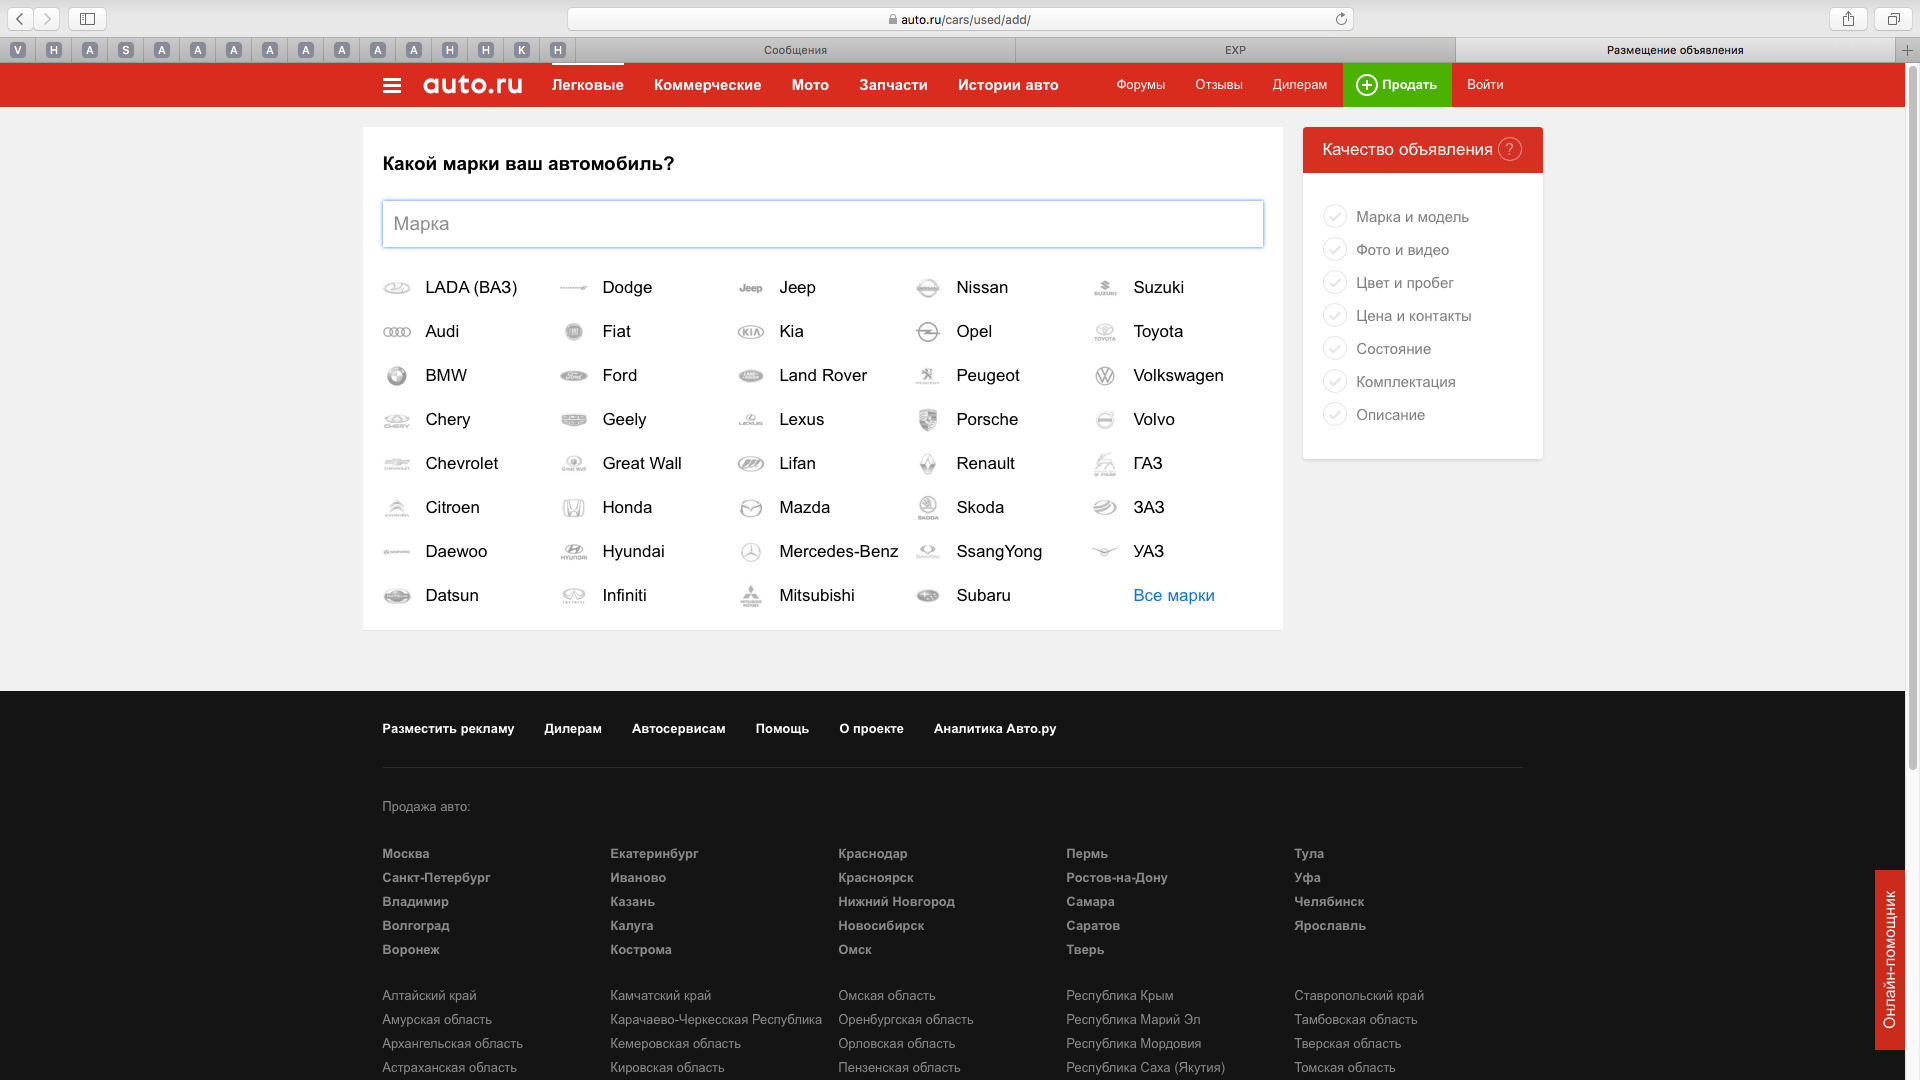 auto.ru/cars/used/add/
V H A S A A A A A A A A H H K H Сообщения EXP Размещение объявления
auto.ru Легковые Коммерческие Мото Запчасти Истории авто Форумы Отзывы Дилерам Продать Войти
Какой марки ваш автомобиль?
Марка
LADA (ВАЗ) Dodge Jeep Nissan Suzuki
Audi Fiat Kia Opel Toyota
BMW Ford Land Rover Peugeot Volkswagen
Chery Geely Lexus Porsche Volvo
Chevrolet Great Wall Lifan Renault ГАЗ
Citroen Honda Mazda Skoda ЗАЗ
Daewoo Hyundai Mercedes-Benz SsangYong УАЗ
Datsun Infiniti Mitsubishi Subaru Все марки
Качество объявления ?
Марка и модель
Фото и видео
Цвет и пробег
Цена и контакты
Состояние
Комплектация
Описание
Разместить рекламу Дилерам Автосервисам Помощь О проекте Аналитика Авто.ру
Продажа авто:
Москва Екатеринбург Краснодар Пермь Тула
Санкт-Петербург Иваново Красноярск Ростов-на-Дону Уфа
Владимир Казань Нижний Новгород Самара Челябинск
Волгоград Калуга Новосибирск Саратов Ярославль
Воронеж Кострома Омск Тверь
Алтайский край Камчатский край Омская область Республика Крым Ставропольский край
Амурская область Карачаево-Черкесская Республика Оренбургская область Республика Марий Эл Тамбовская область
Архангельская область Кемеровская область Орловская область Республика Мордовия Тверская область
Астраханская область Кировская область Пензенская область Республика Саха (Якутия) Томская область
Онлайн-помощник